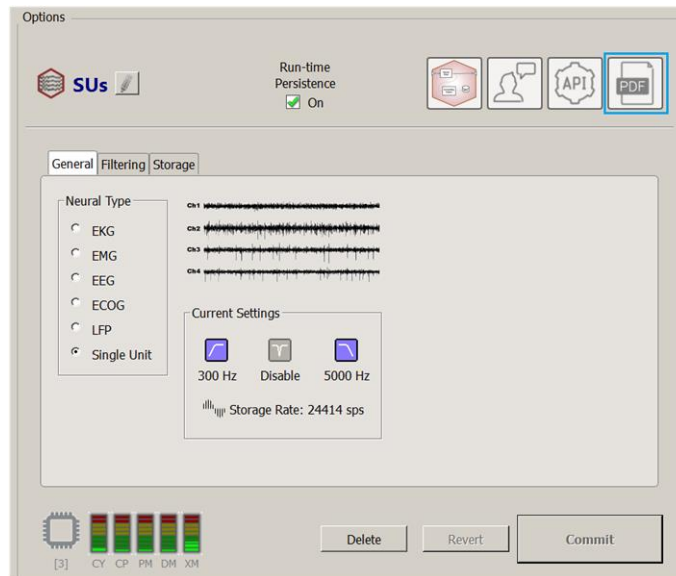 Options
SUs
Run-time
Persistence
On
API
PDF
General Filtering Storage
Neural Type
EKG
EMG
EEG
ECOG
LFP
Single Unit
Ch1
Ch2
Ch3
Ch4
Current Settings
300 Hz Disable 5000 Hz
Storage Rate: 24414 sps
[3] CY CP PM DM XM
Delete Revert Commit